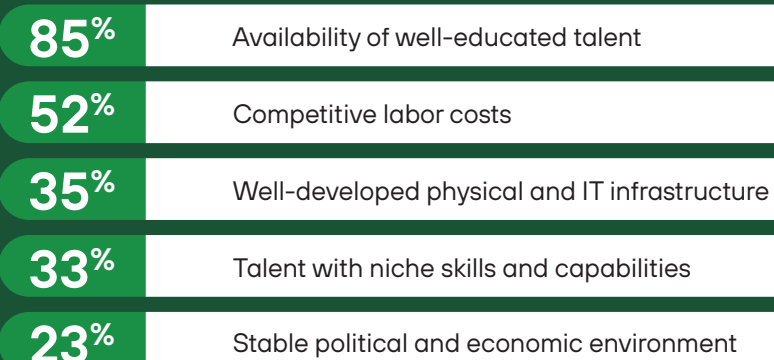 85% Availability of well-educated talent
52% Competitive labor costs
35% Well-developed physical and IT infrastructure
33% Talent with niche skills and capabilities
23% Stable political and economic environment